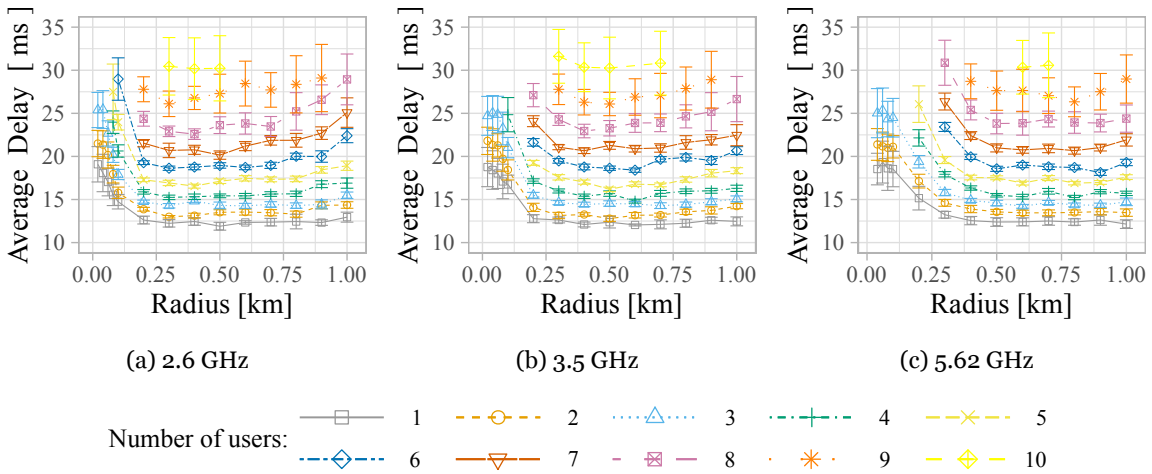 Average Delay [ ms]
35
30
25
20
15
10
0.00 0.25 0.50 0.75 1.00
Radius [km]
(a) 2.6 GHz
Average Delay [ ms]
35
30
25
20
15
10
0.00 0.25 0.50 0.75 1.00
Radius [km]
(b) 3.5 GHz
Average Delay [ ms]
35
30
25
20
15
10
0.00 0.25 0.50 0.75 1.00
Radius [km]
(c) 5.62 GHz
Number of users:
1 2 3 4 5
6 7 8 9 10